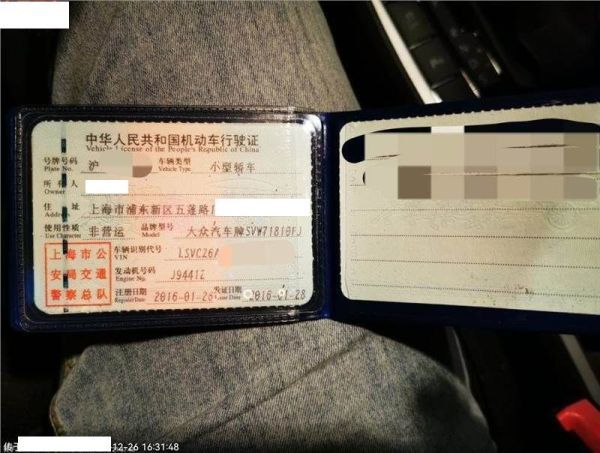 中华人民共和国机动车行驶证
Vehicle License of the People's Republic of China
号牌号码 沪 车辆类型 小型轿车
Plate No. Vehicle Type
所有人
Owner
住 址 上海市浦东新区五莲路
使用性质 非营运 品牌型号 大众汽车牌SVW71810FJ
Use Character Model
上海市公安局交通警察总队
车辆识别代号 LSVC26A
VIN
发动机号码 J94412
Engine No.
注册日期 2016-01-26 发证日期 2016-01-28
Register Date Issue Date
12-26 16:31:48